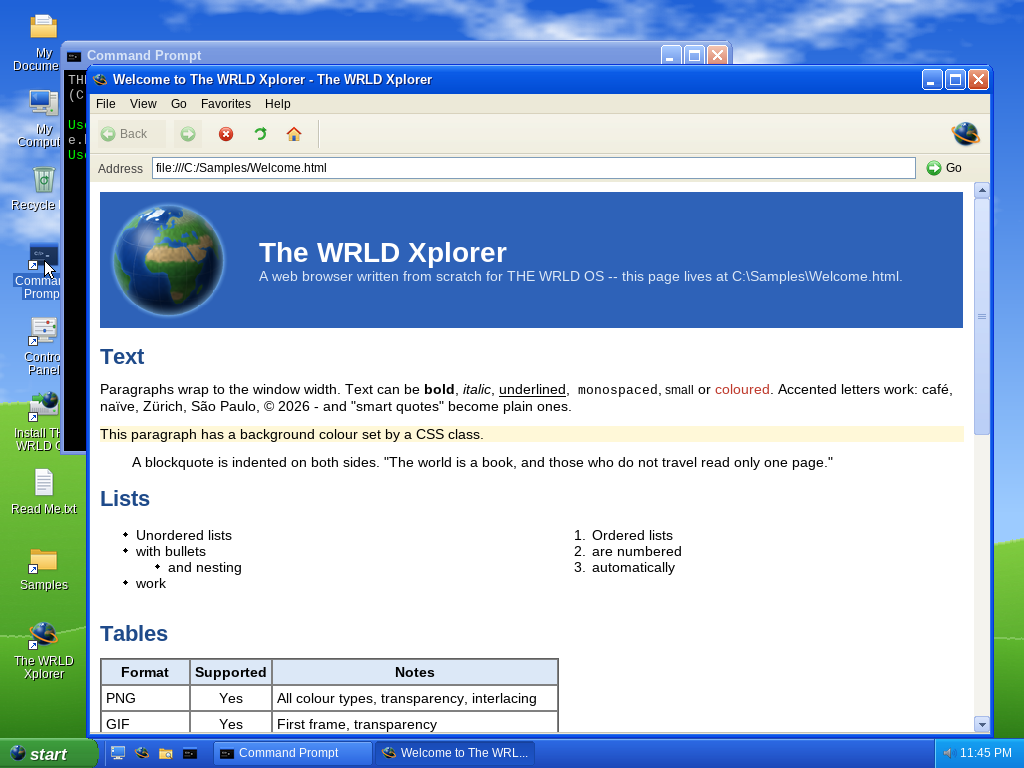 My
Docume
My
Comput
Recycle
Command
Promp
Contro
Panel
Install TH
WRLD O
Read Me.txt
Samples
The WRLD
Xplorer
Command Prompt
TH
(C
Use
e.
Use
Welcome to The WRLD Xplorer - The WRLD Xplorer
File View Go Favorites Help
Back
Address file:///C:/Samples/Welcome.html Go
The WRLD Xplorer
A web browser written from scratch for THE WRLD OS -- this page lives at C:\Samples\Welcome.html.
Text
Paragraphs wrap to the window width. Text can be bold, italic, underlined, monospaced, small or coloured. Accented letters work: café,
naïve, Zürich, São Paulo, © 2026 - and "smart quotes" become plain ones.
This paragraph has a background colour set by a CSS class.
A blockquote is indented on both sides. "The world is a book, and those who do not travel read only one page."
Lists
Unordered lists
with bullets
and nesting
work
1. Ordered lists
2. are numbered
3. automatically
Tables
Format Supported Notes
PNG Yes All colour types, transparency, interlacing
GIF Yes First frame, transparency
start Command Prompt Welcome to The WRL... 11:45 PM